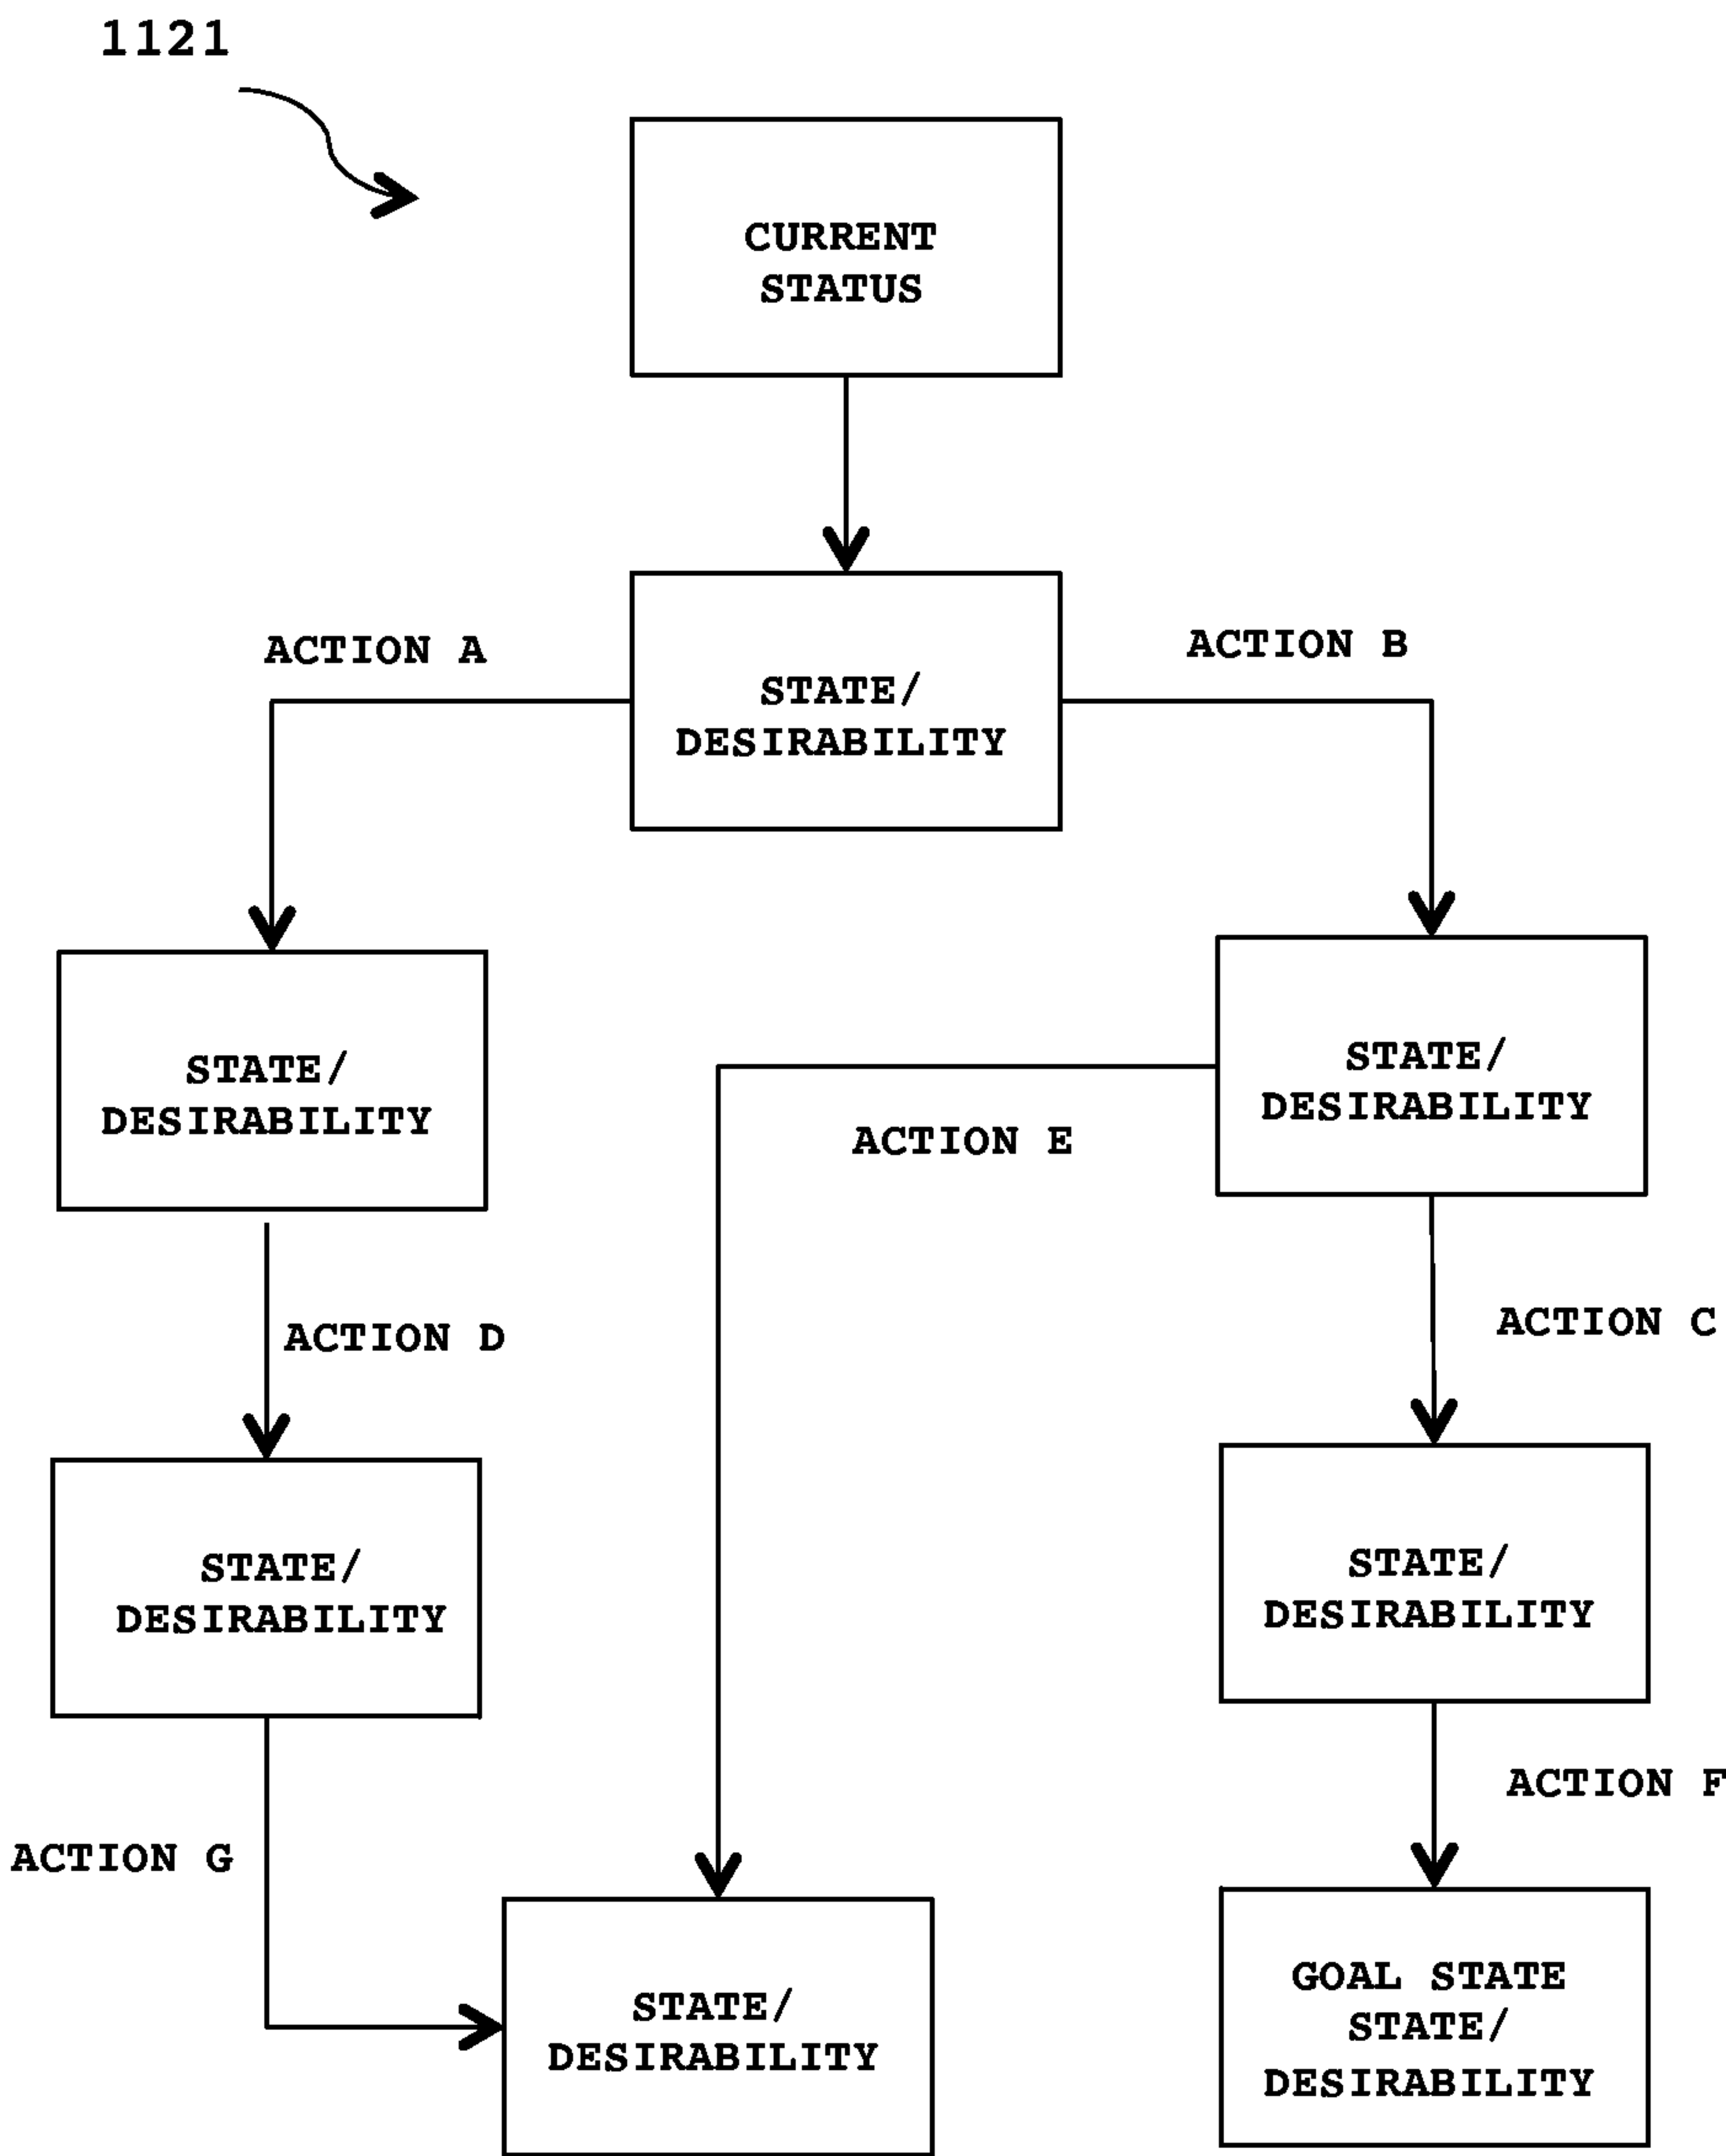 1121
CURRENT
STATUS
ACTION A
ACTION B
STATE/
DESIRABILITY
STATE/
DESIRABILITY
STATE/
DESIRABILITY
ACTION E
ACTION D
ACTION C
STATE/
DESIRABILITY
STATE/
DESIRABILITY
ACTION F
ACTION G
STATE/
DESIRABILITY
GOAL STATE
STATE/
DESIRABILITY